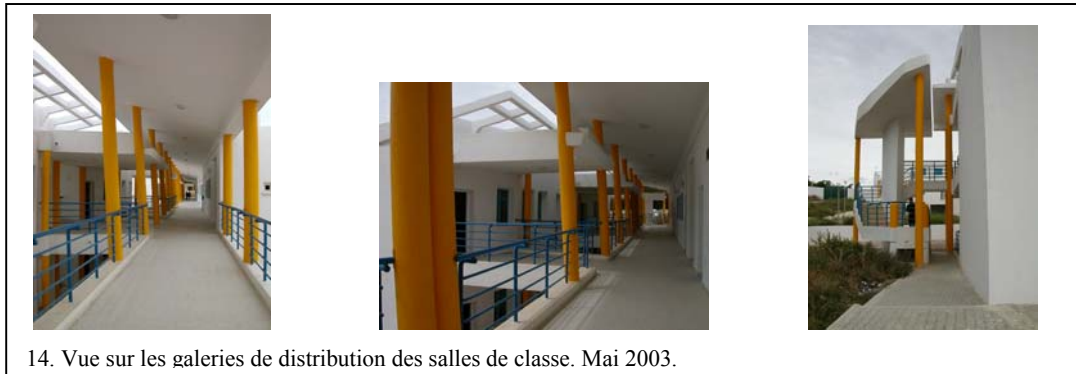 14. Vue sur les galeries de distribution des salles de classe. Mai 2003.